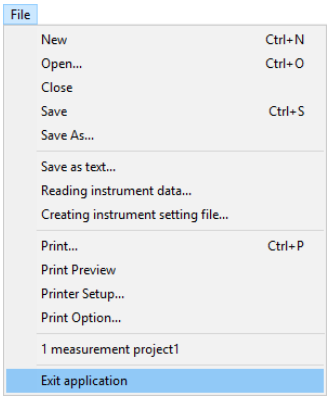 File
New Ctrl+N
Open... Ctrl+O
Close
Save Ctrl+S
Save As...
Save as text...
Reading instrument data...
Creating instrument setting file...
Print... Ctrl+P
Print Preview
Printer Setup...
Print Option...
1 measurement project1
Exit application